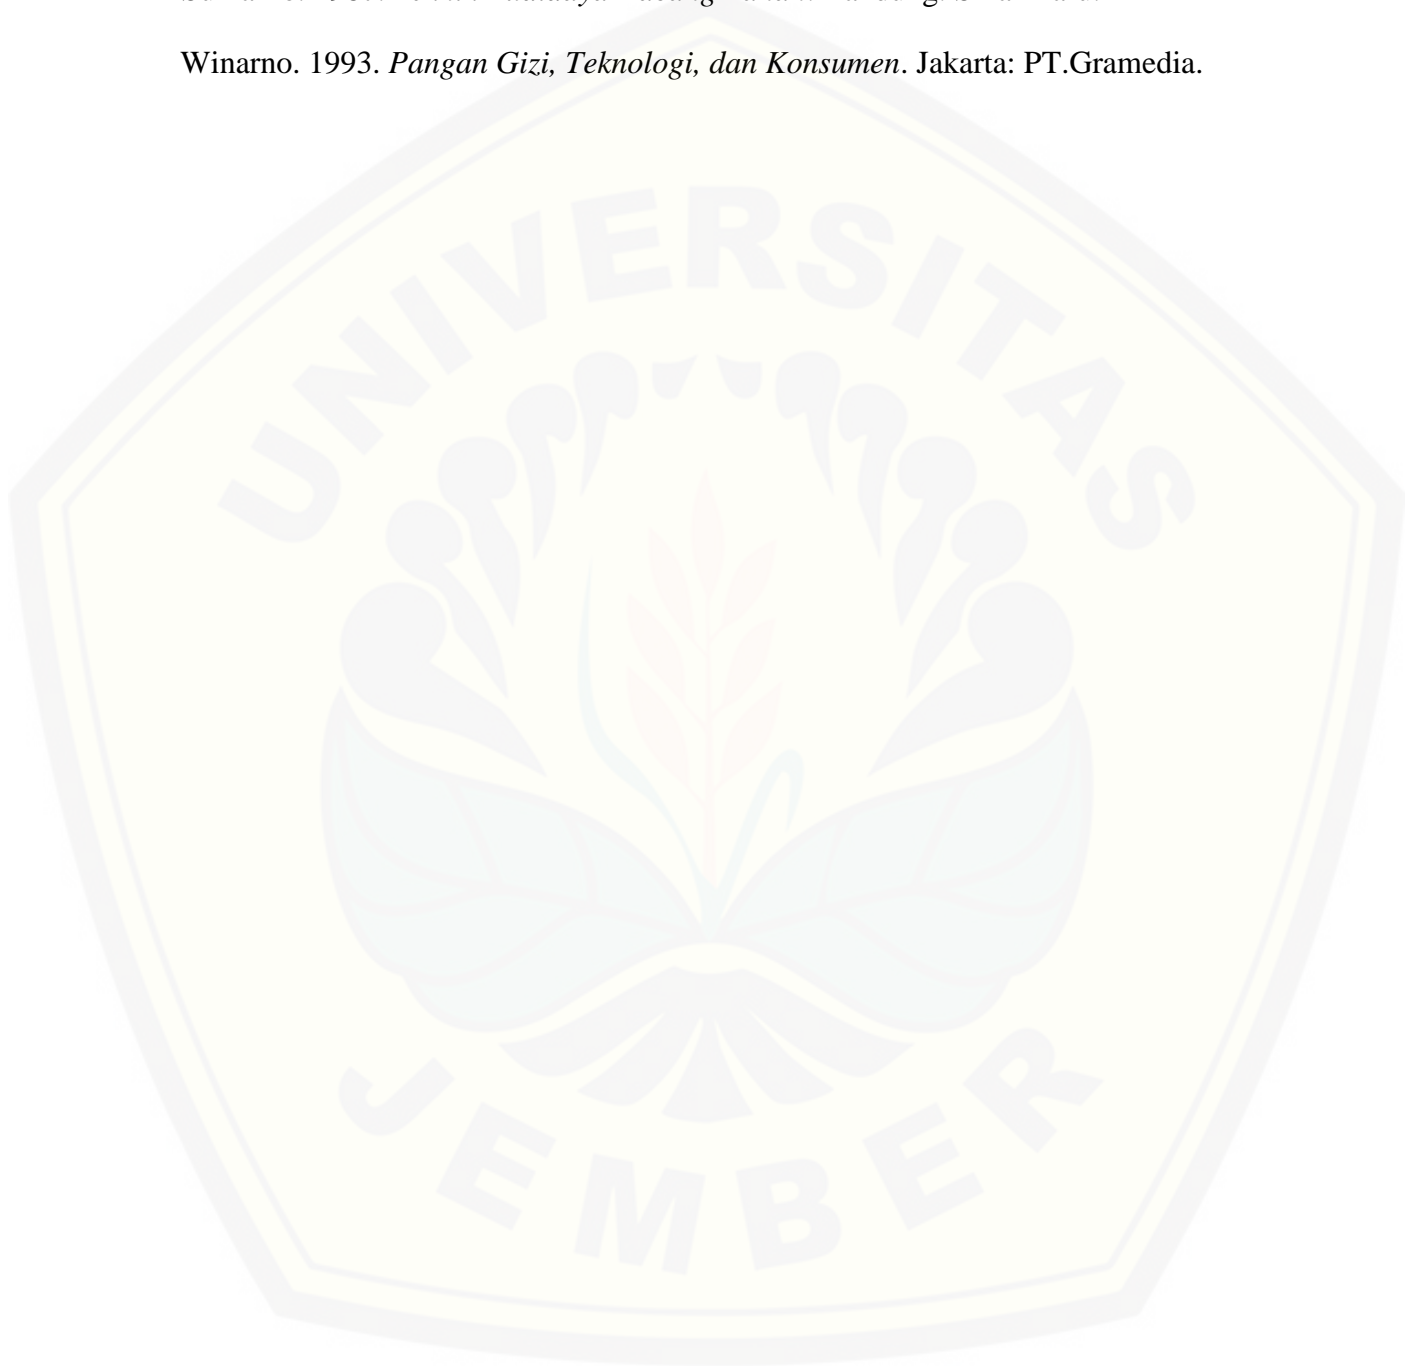 Winarno. 1993. Pangan Gizi, Teknologi, dan Konsumen. Jakarta: PT.Gramedia.
UNIVERSITAS
JEMBER